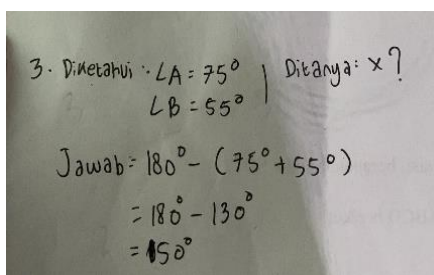 3. Diketahui : ∠A = 75° | Ditanya: x?
∠B = 55°
Jawab = 180° - (75° + 55°)
= 180° - 130°
= 150°